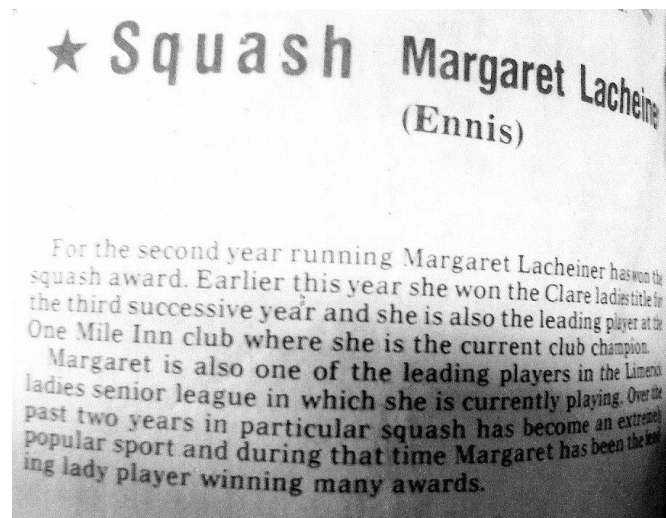 ★ Squash Margaret Lacheiner
(Ennis)
For the second year running Margaret Lacheiner has won the
squash award. Earlier this year she won the Clare ladies title for
the third successive year and she is also the leading player at the
One Mile Inn club where she is the current club champion.
Margaret is also one of the leading players in the Limerick
ladies senior league in which she is currently playing. Over the
past two years in particular squash has become an extremely
popular sport and during that time Margaret has been the lead-
ing lady player winning many awards.